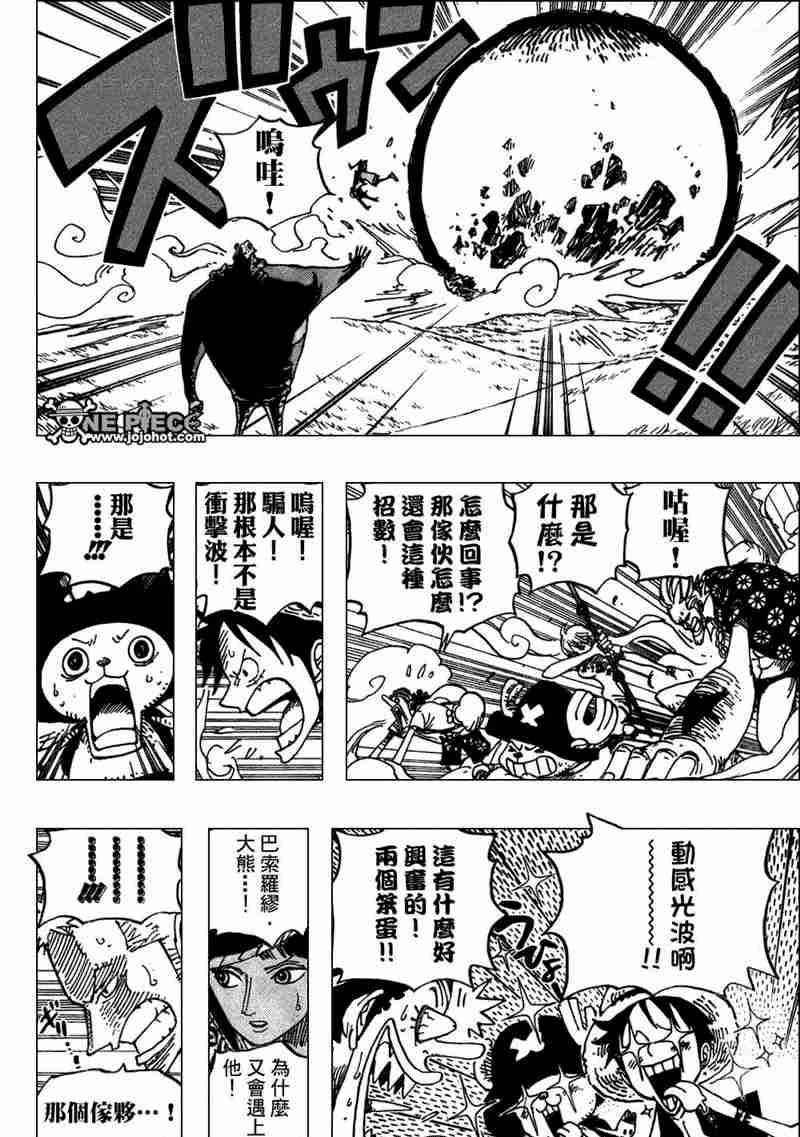 ズゥン!!
嗚哇！
ONE PIECE
www.jojohot.com
咕喔！
那是
什麼!?
怎麼回事!?
那傢伙怎麼
還會這種
招數！
嗚喔！
騙人！
那根本不是
衝擊波！
那是
……!!!
動感光波啊
～～～!!
うひょ
這有什麼好
興奮的！
兩個笨蛋!!
巴索羅繆·
大熊…！
為什麼
又會遇上
他！
………!!!
那個傢夥…！